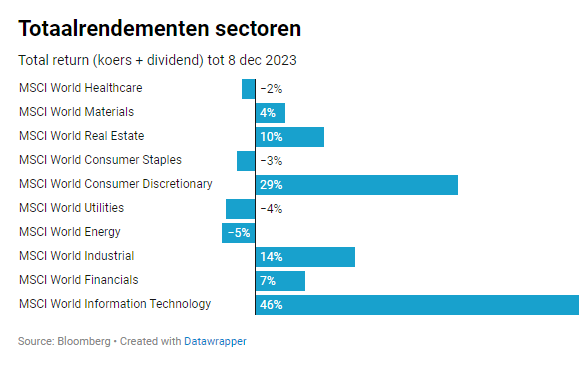 Totaalrendementen sectoren
Total return (koers + dividend) tot 8 dec 2023
MSCI World Healthcare −2%
MSCI World Materials 4%
MSCI World Real Estate 10%
MSCI World Consumer Staples −3%
MSCI World Consumer Discretionary 29%
MSCI World Utilities −4%
MSCI World Energy −5%
MSCI World Industrial 14%
MSCI World Financials 7%
MSCI World Information Technology 46%
Source: Bloomberg • Created with Datawrapper